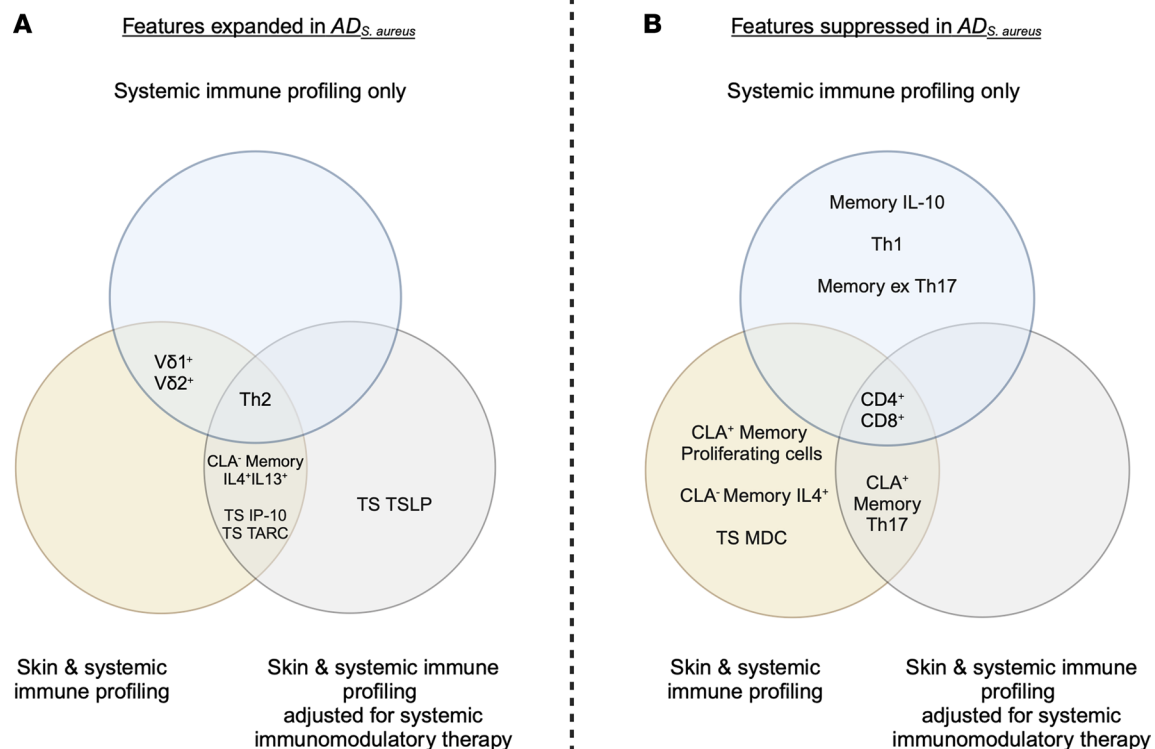 A
Features expanded in AD S. aureus
Systemic immune profiling only
Vδ1⁺
Vδ2⁺
Th2
CLA⁻ Memory
IL4⁺IL13⁺
TS IP-10
TS TARC
TS TSLP
Skin & systemic
immune profiling
Skin & systemic immune
profiling
adjusted for systemic
immunomodulatory therapy
B
Features suppressed in AD S. aureus
Systemic immune profiling only
Memory IL-10
Th1
Memory ex Th17
CD4⁺
CD8⁺
CLA⁺ Memory
Proliferating cells
CLA⁻ Memory IL4⁺
TS MDC
CLA⁺
Memory
Th17
Skin & systemic
immune profiling
Skin & systemic immune
profiling
adjusted for systemic
immunomodulatory therapy